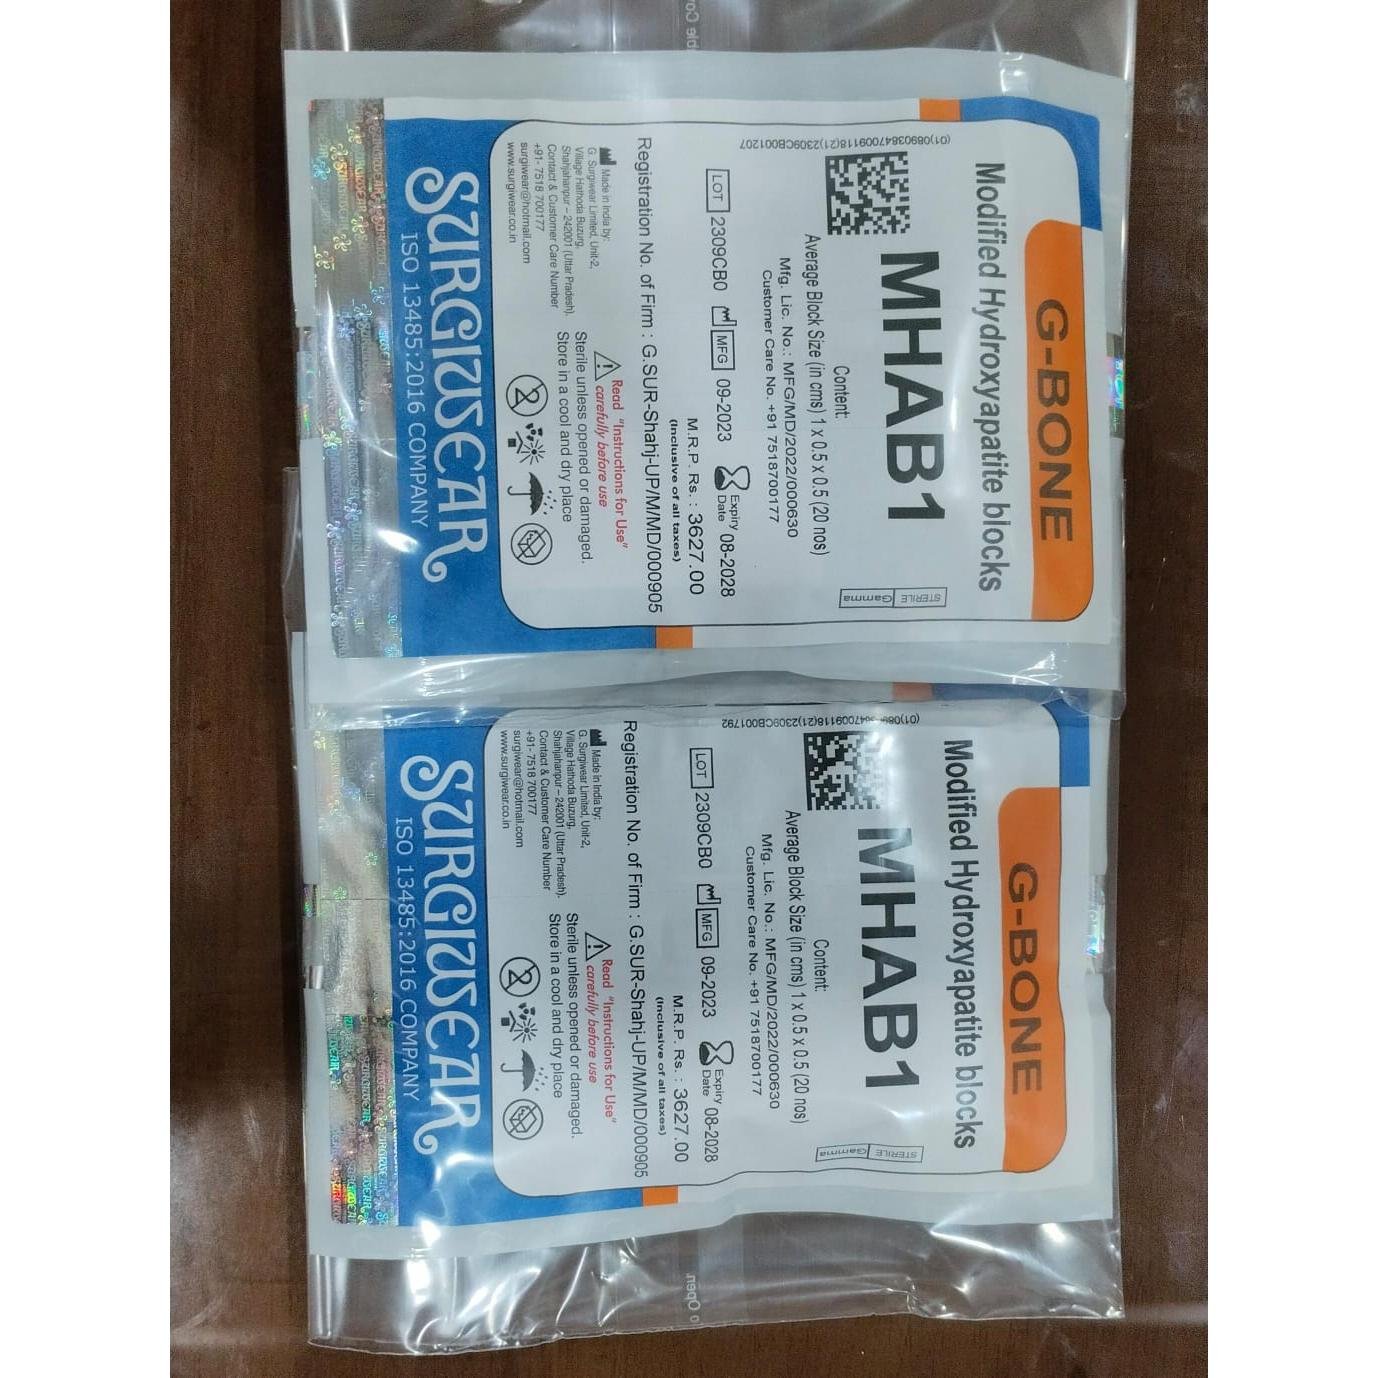 G-BONE
Modified Hydroxyapatite blocks
MHAB1
(01)08903847009118(21)2309CB001207
STERILE Gamma
Content:
Average Block Size (in cms) 1 x 0.5 x 0.5 (20 nos)
Mfg. Lic. No.: MFG/MD/2022/000630
Customer Care No. +91 7518700177
LOT 2309CB0 MFG 09-2023 Expiry Date 08-2028
M.R.P. Rs. : 3627.00
(Inclusive of all taxes)
Registration No. of Firm : G.SUR-Shahj-UP/M/MD/000905
Made in India by:
G. Surgiwear Limited, Unit-2,
Village Hathoda Buzurg,
Shahjahanpur – 242001 (Uttar Pradesh).
Contact & Customer Care Number
+91- 7518 700177
surgiwear@hotmail.com
www.surgiwear.co.in
Read "Instructions for Use"
carefully before use
Sterile unless opened or damaged.
Store in a cool and dry place
2
SURGIWEAR
ISO 13485:2016 COMPANY
G-BONE
Modified Hydroxyapatite blocks
MHAB1
STERILE Gamma
Content:
Average Block Size (in cms) 1 x 0.5 x 0.5 (20 nos)
Mfg. Lic. No.: MFG/MD/2022/000630
Customer Care No. +91 7518700177
LOT 2309CB0 MFG 09-2023 Expiry Date 08-2028
M.R.P. Rs. : 3627.00
(Inclusive of all taxes)
Registration No. of Firm : G.SUR-Shahj-UP/M/MD/000905
Made in India by:
G. Surgiwear Limited, Unit-2,
Village Hathoda Buzurg,
Shahjahanpur – 242001 (Uttar Pradesh).
Contact & Customer Care Number
+91- 7518 700177
surgiwear@hotmail.com
www.surgiwear.co.in
Read "Instructions for Use"
carefully before use
Sterile unless opened or damaged.
Store in a cool and dry place
2
SURGIWEAR
ISO 13485:2016 COMPANY